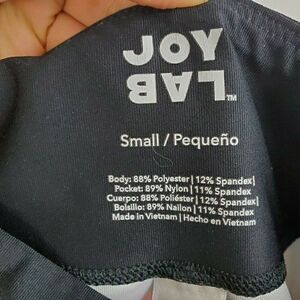 JOY
LAB™
Small / Pequeño
Body: 88% Polyester | 12% Spandex|
Pocket: 89% Nylon | 11% Spandex
Cuerpo: 88% Poliéster | 12% Spandex|
Bolsillo: 89% Nailon | 11% Spandex
Made in Vietnam | Hecho en Vietnam